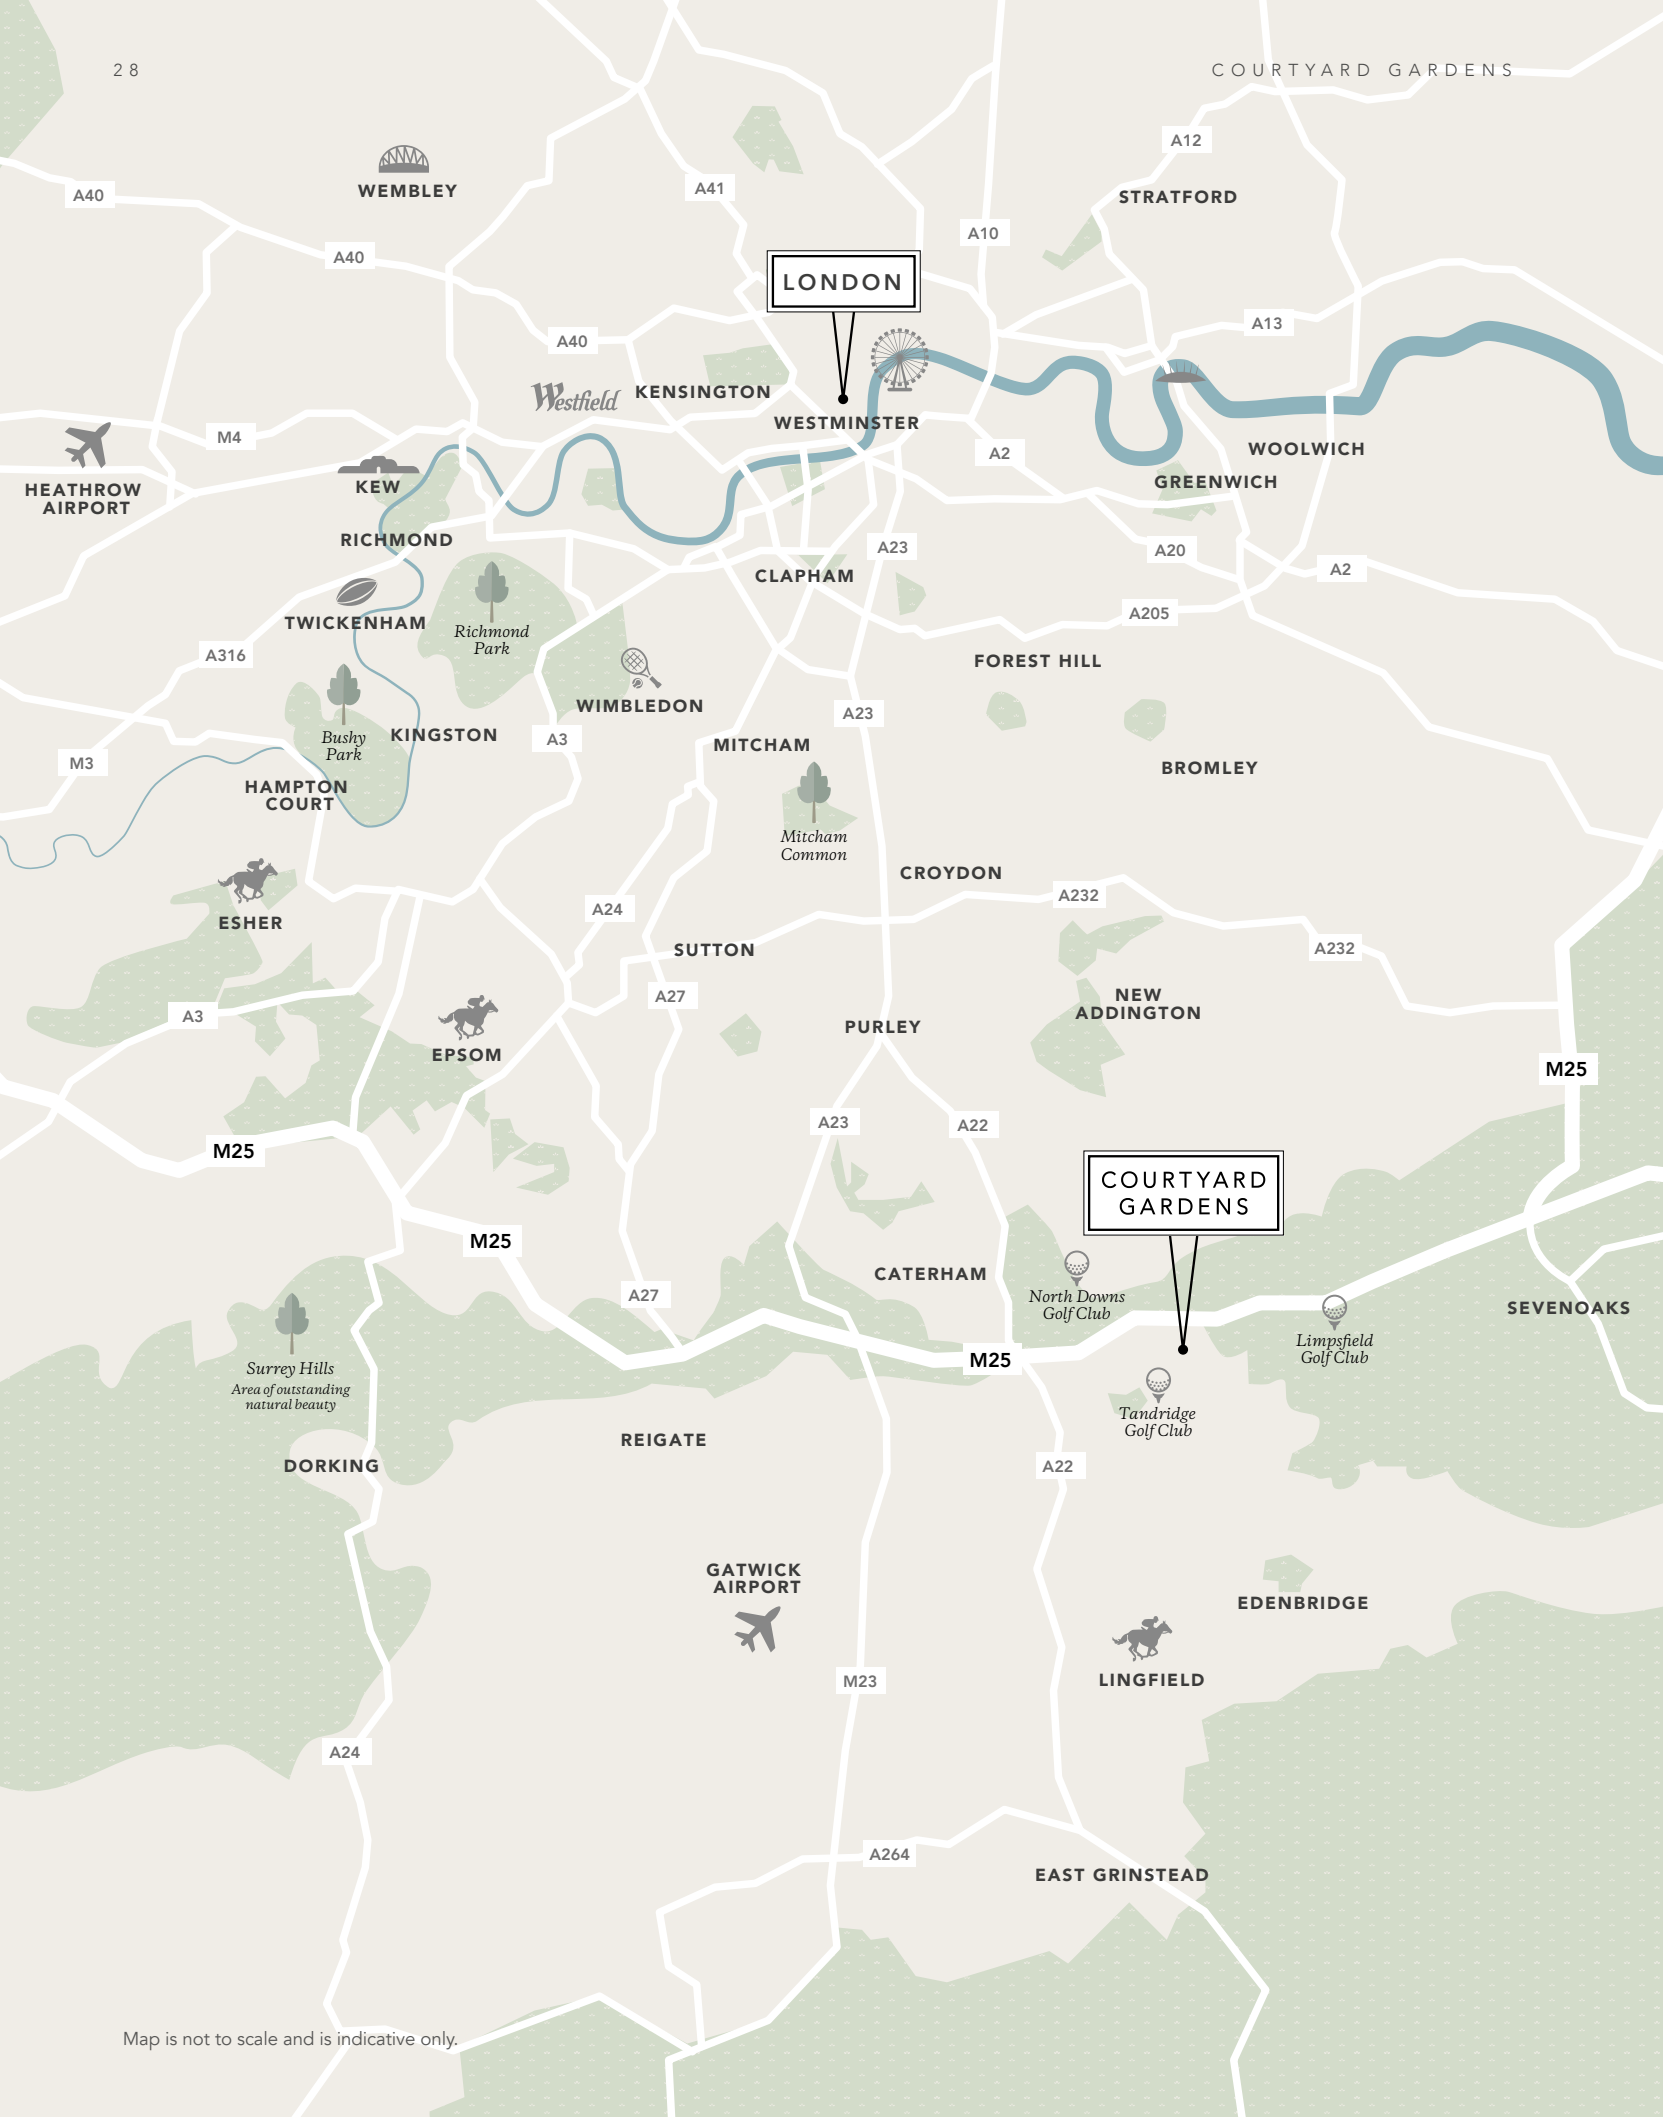 28
COURTYARD GARDENS
A12
WEMBLEY
A41
A40
STRATFORD
A10
A40
LONDON
A13
A40
Westfield
KENSINGTON
WESTMINSTER
M4
A2
WOOLWICH
HEATHROW
AIRPORT
KEW
GREENWICH
RICHMOND
A23
A20
CLAPHAM
A2
TWICKENHAM
A205
Richmond
Park
A316
FOREST HILL
WIMBLEDON
A23
Bushy
Park
KINGSTON
A3
MITCHAM
M3
BROMLEY
HAMPTON
COURT
Mitcham
Common
CROYDON
A232
A24
ESHER
SUTTON
A232
A27
NEW
ADDINGTON
A3
PURLEY
EPSOM
M25
A23
A22
M25
COURTYARD
GARDENS
M25
CATERHAM
North Downs
Golf Club
A27
SEVENOAKS
Limpsfield
Golf Club
M25
Surrey Hills
Area of outstanding
natural beauty
Tandridge
Golf Club
REIGATE
DORKING
A22
GATWICK
AIRPORT
EDENBRIDGE
LINGFIELD
M23
A24
A264
EAST GRINSTEAD
Map is not to scale and is indicative only.